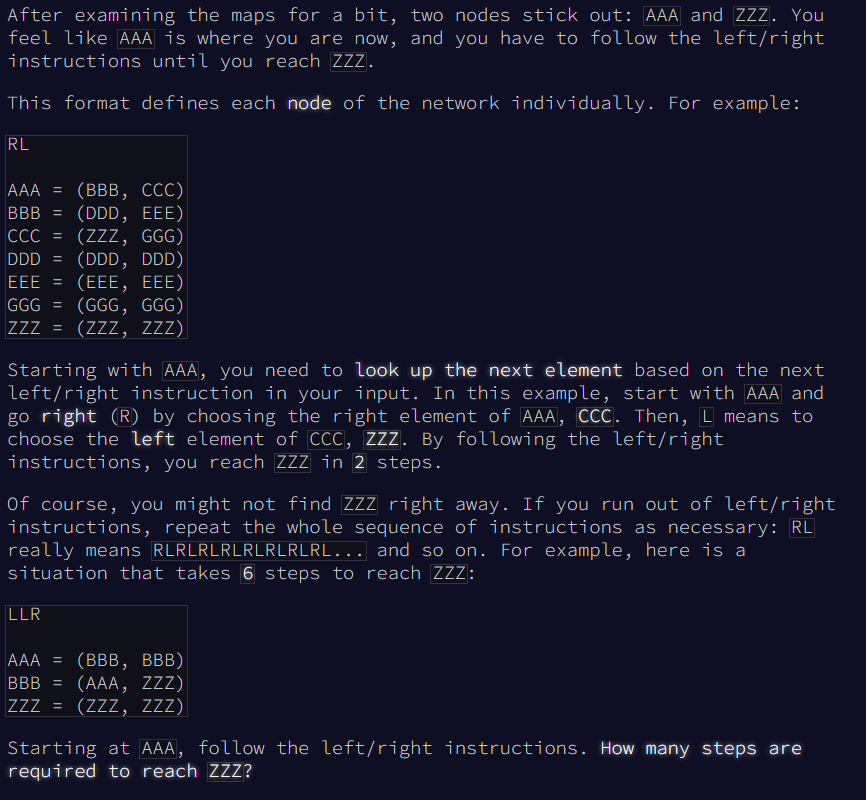 After examining the maps for a bit, two nodes stick out: AAA and ZZZ. You
feel like AAA is where you are now, and you have to follow the left/right
instructions until you reach ZZZ.
This format defines each node of the network individually. For example:
RL
AAA = (BBB, CCC)
BBB = (DDD, EEE)
CCC = (ZZZ, GGG)
DDD = (DDD, DDD)
EEE = (EEE, EEE)
GGG = (GGG, GGG)
ZZZ = (ZZZ, ZZZ)
Starting with AAA, you need to look up the next element based on the next
left/right instruction in your input. In this example, start with AAA and
go right (R) by choosing the right element of AAA, CCC. Then, L means to
choose the left element of CCC, ZZZ. By following the left/right
instructions, you reach ZZZ in 2 steps.
Of course, you might not find ZZZ right away. If you run out of left/right
instructions, repeat the whole sequence of instructions as necessary: RL
really means RLRLRLRLRLRLRLRL... and so on. For example, here is a
situation that takes 6 steps to reach ZZZ:
LLR
AAA = (BBB, BBB)
BBB = (AAA, ZZZ)
ZZZ = (ZZZ, ZZZ)
Starting at AAA, follow the left/right instructions. How many steps are
required to reach ZZZ?